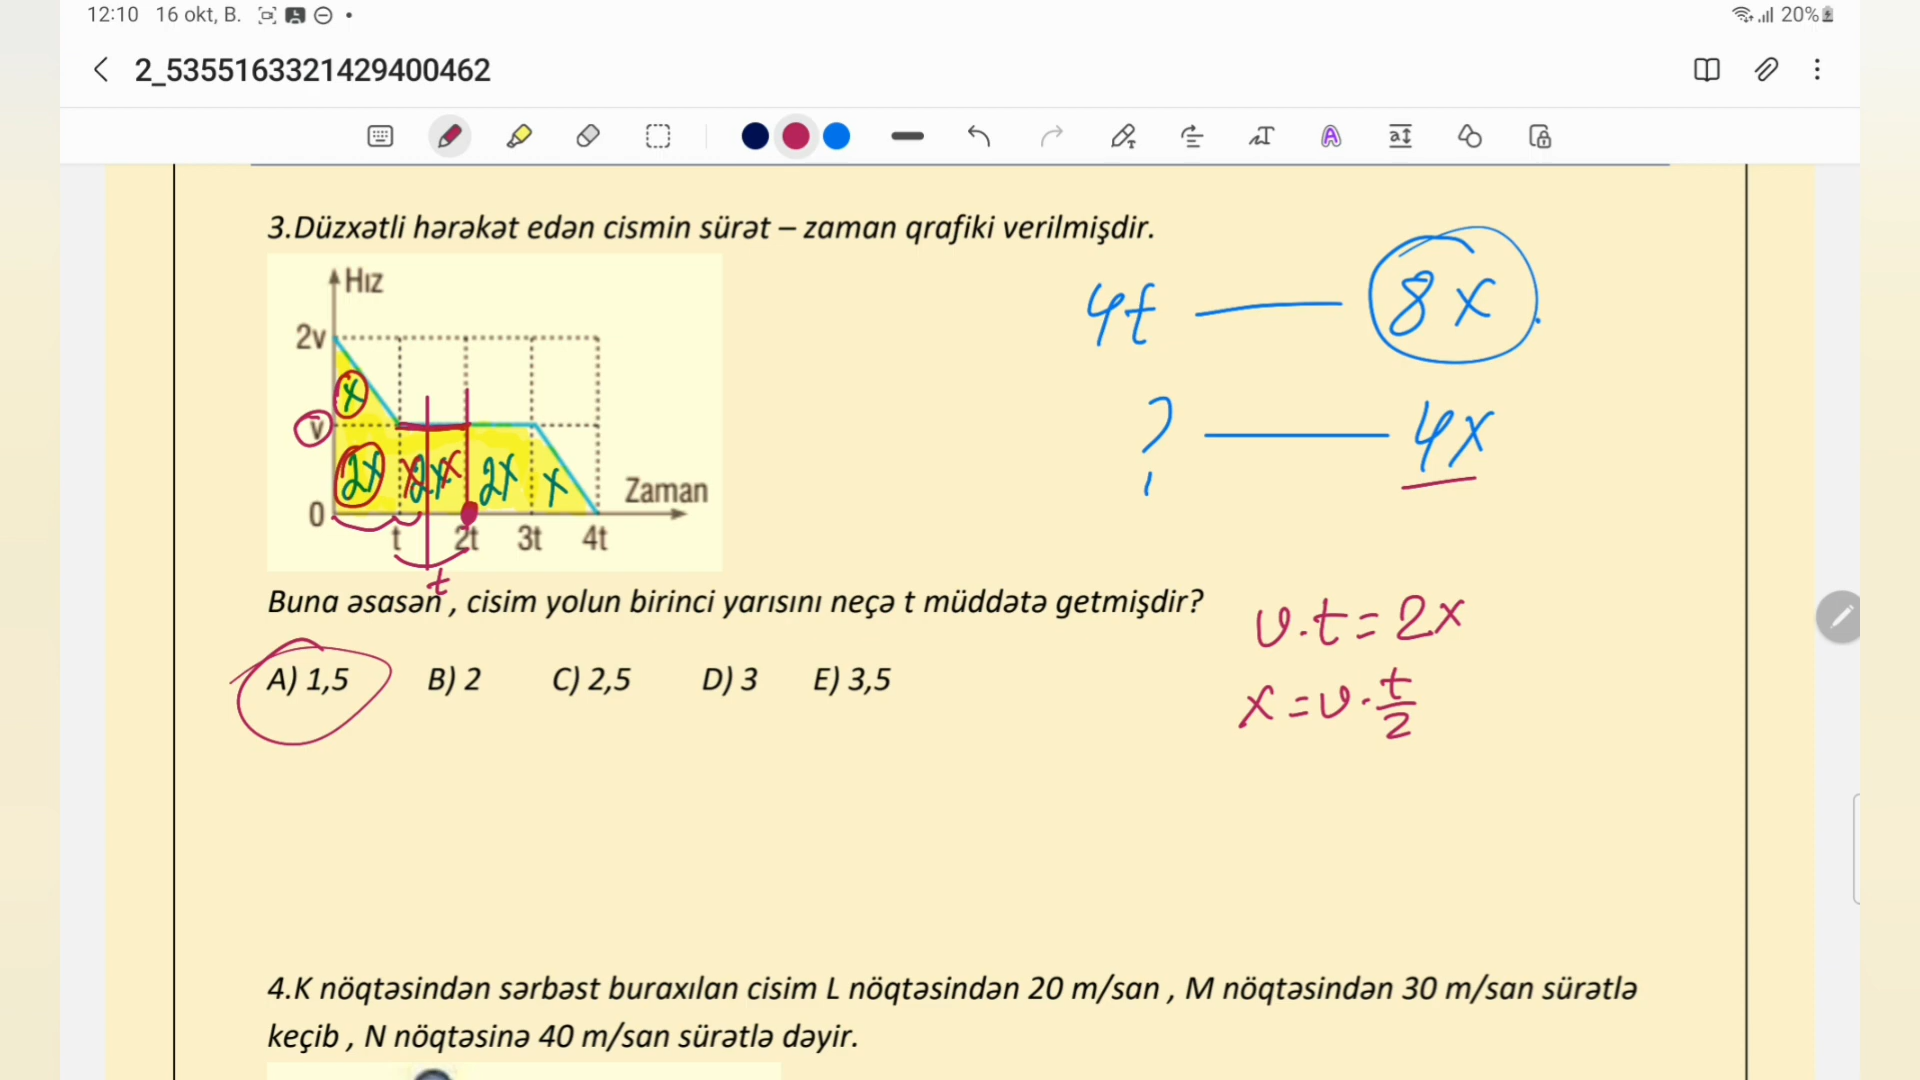 12:10 16 okt, B.
20%
2_5355163321429400462
3.Düzxətli hərəkət edən cismin sürət – zaman qrafiki verilmişdir.
Hız
2v
v
0
t 2t 3t 4t
Zaman
x
2x 2x 2x x
x x
t
4t — 8x
? — 4x
Buna əsasən , cisim yolun birinci yarısını neçə t müddətə getmişdir?
v.t = 2x
x = v · t/2
A) 1,5 B) 2 C) 2,5 D) 3 E) 3,5
4.K nöqtəsindən sərbəst buraxılan cisim L nöqtəsindən 20 m/san , M nöqtəsindən 30 m/san sürətlə
keçib , N nöqtəsinə 40 m/san sürətlə dəyir.